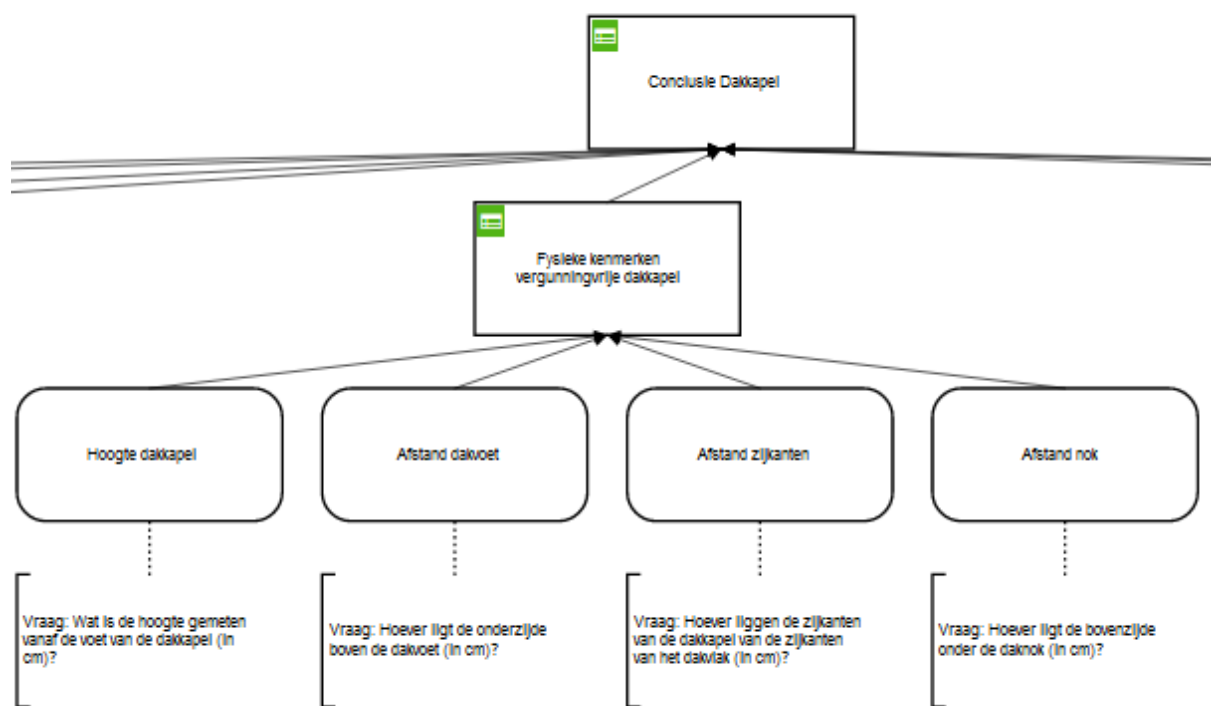 Conclusie Dakkapel
Fysieke kenmerken
vergunningvrije dakkapel
Hoogte dakkapel
Afstand dakvoet
Afstand zijkanten
Afstand nok
Vraag: Wat is de hoogte gemeten
vanaf de voet van de dakkapel (in
cm)?
Vraag: Hoever ligt de onderzijde
boven de dakvoet (in cm)?
Vraag: Hoever liggen de zijkanten
van de dakkapel van de zijkanten
van het dakvlak (in cm)?
Vraag: Hoever ligt de bovenzijde
onder de daknok (in cm)?